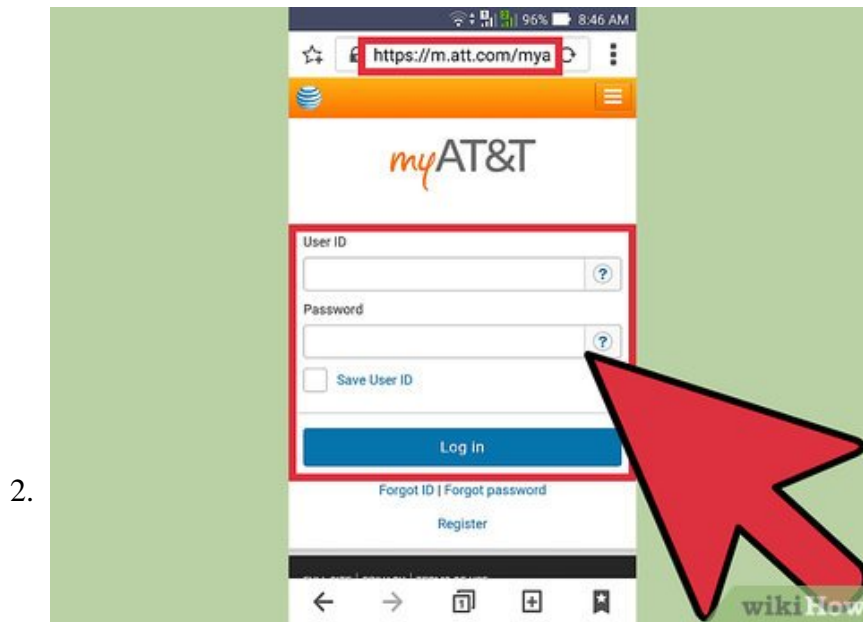 96% 8:46 AM
https://m.att.com/mya
myAT&T
User ID
?
Password
?
Save User ID
Log in
2.
Forgot ID | Forgot password
Register
1
wikiHow